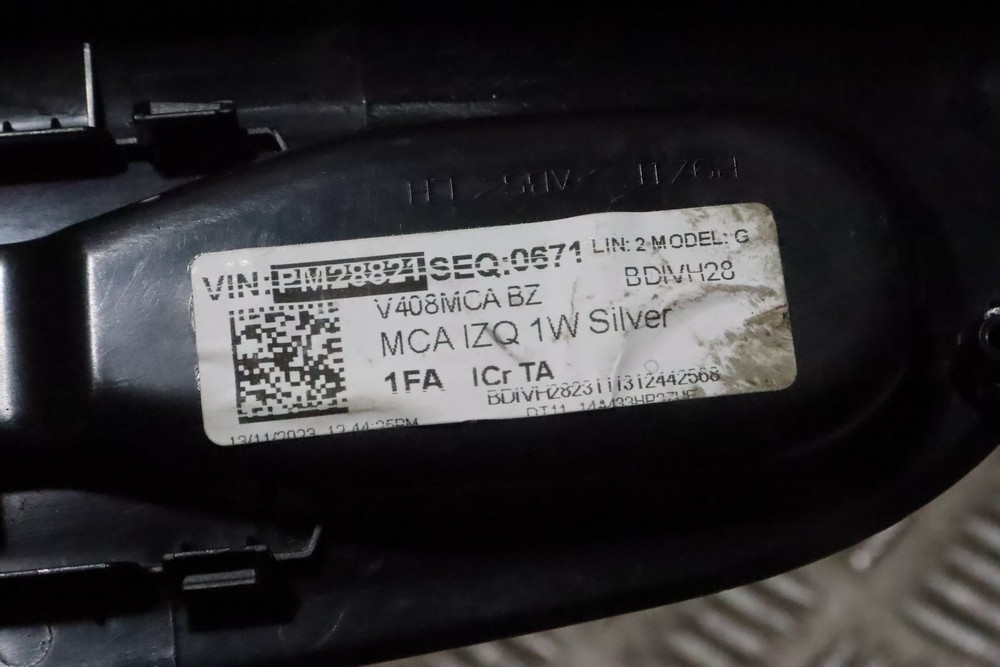 VIN:PM28821 SEQ:0671 LIN: 2 MODEL: G
V408MCA BZ BDIVH28
MCA IZQ 1W Silver
1FA ICr TA
BDIVH2823111312442568
13/11/2023 12:44:25PM